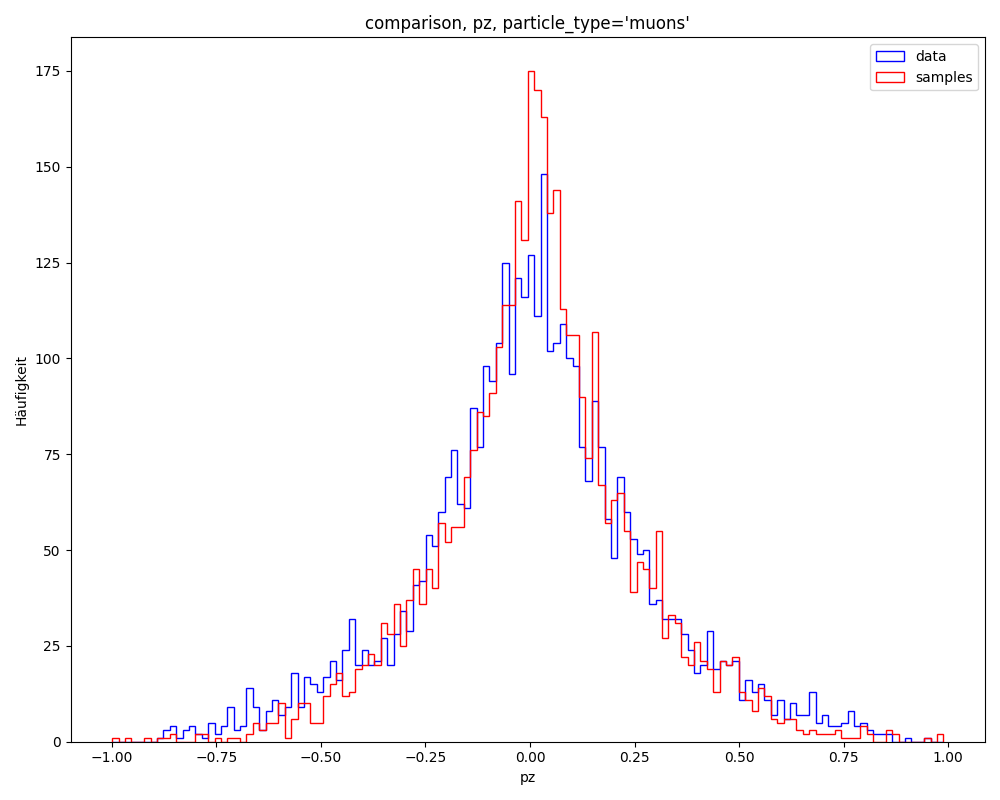 comparison, pz, particle_type='muons'
data
samples
175
150
125
100
75
50
25
0
Häufigkeit
−1.00 −0.75 −0.50 −0.25 0.00 0.25 0.50 0.75 1.00
pz